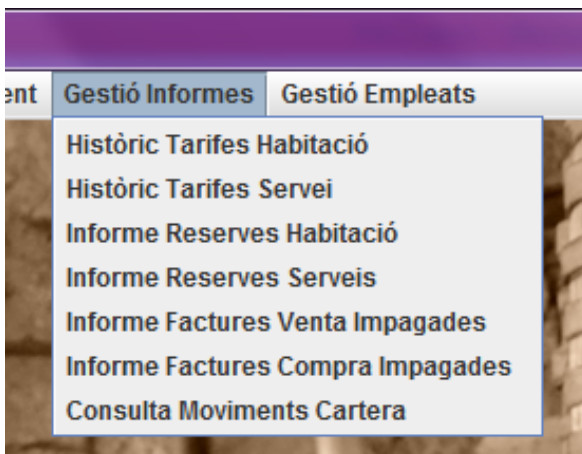 Gestió Informes Gestió Empleats
Històric Tarifes Habitació
Històric Tarifes Servei
Informe Reserves Habitació
Informe Reserves Serveis
Informe Factures Venta Impagades
Informe Factures Compra Impagades
Consulta Moviments Cartera